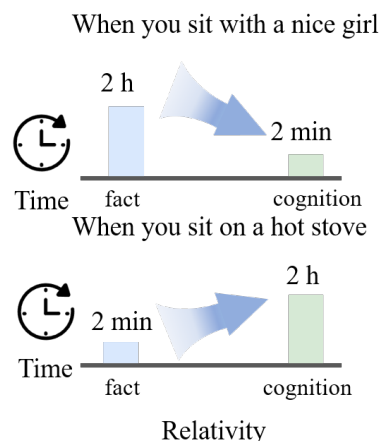 When you sit with a nice girl
2 h
2 min
Time
fact
cognition
When you sit on a hot stove
2 h
2 min
Time
fact
cognition
Relativity